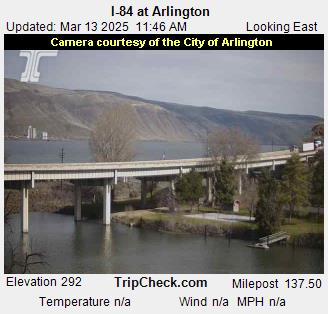 I-84 at Arlington
Updated: Mar 13 2025 11:46 AM Looking East
Camera courtesy of the City of Arlington
Elevation 292 TripCheck.com Milepost 137.50
Temperature n/a Wind n/a MPH n/a